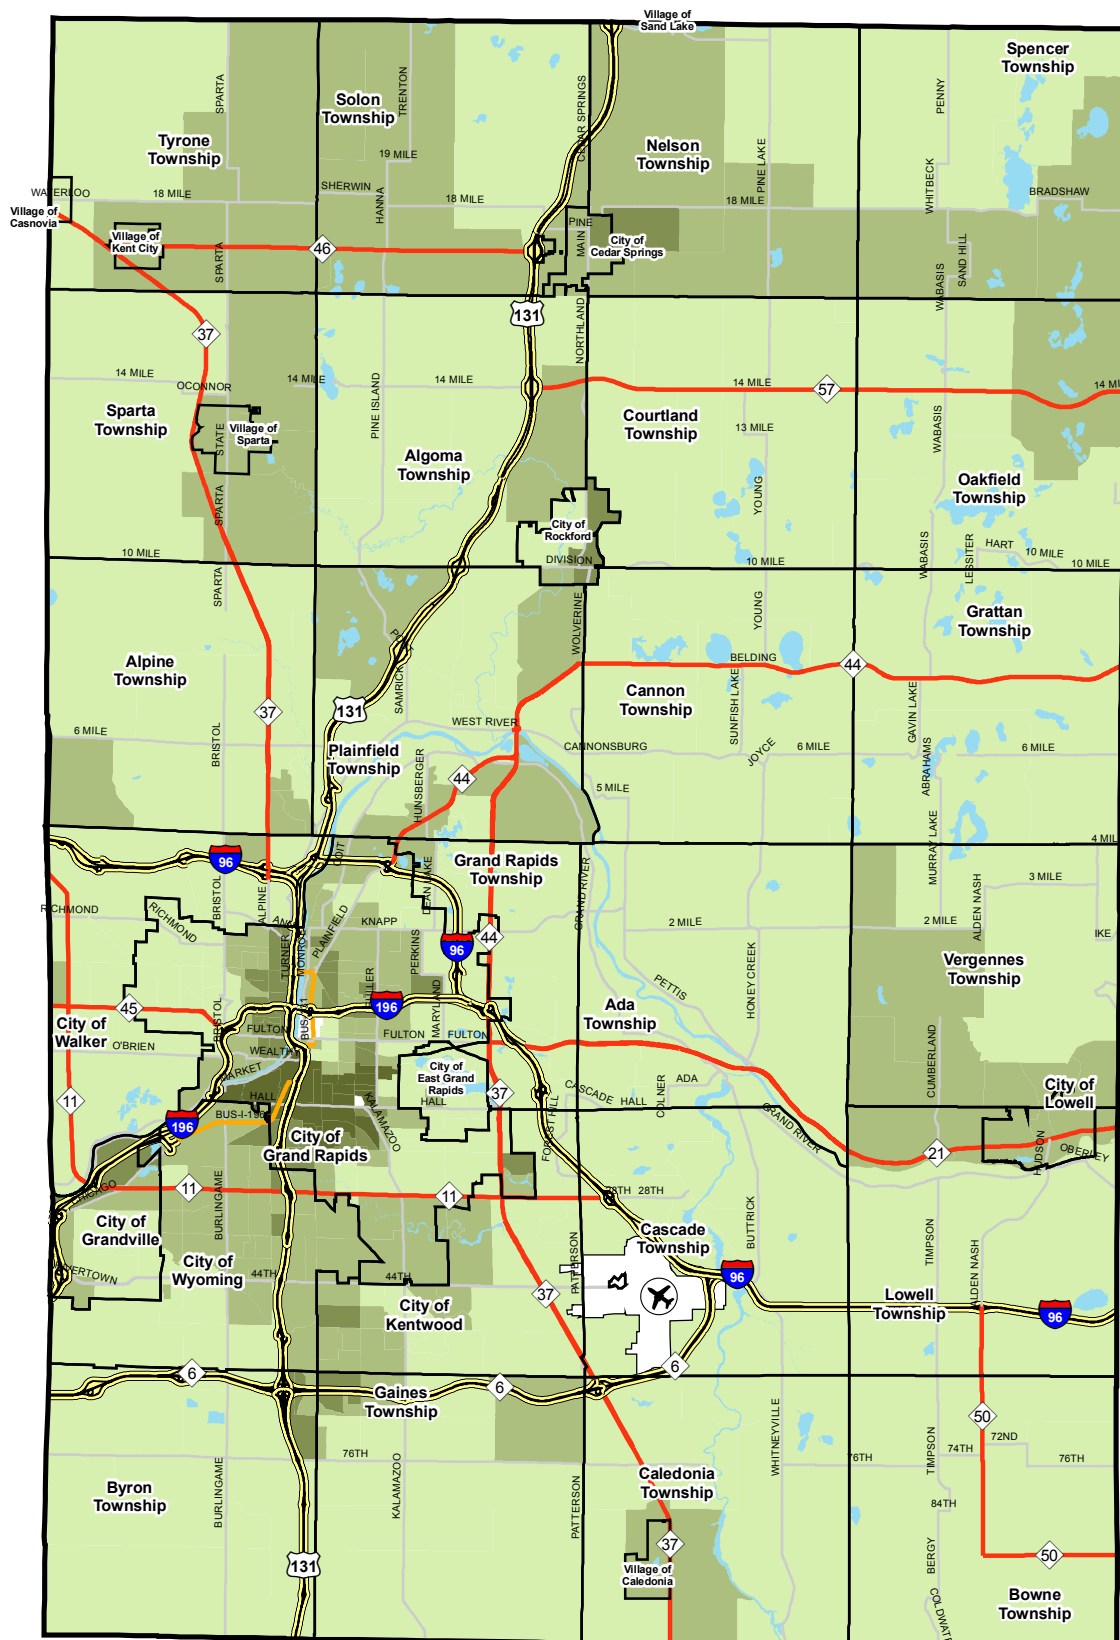 Village of
Sand Lake
Spencer
Township
Solon
Township
TRENTON
SPARTA
CEDAR SPRINGS
PENNY
Tyrone
Township
Nelson
Township
19 MILE
PINE LAKE
WHITBECK
SHERWIN
HANNA
BRADSHAW
WATERLOO
18 MILE
18 MILE
18 MILE
Village of
Casnovia
Village of
Kent City
PINE
MAIN
City of
Cedar Springs
SPARTA
46
SAND HILL
WABASIS
131
37
NORTHLAND
14 MILE
OCONNOR
14 MILE
14 MILE
14 MILE
57
Sparta
Township
PINE ISLAND
Courtland
Township
13 MILE
WABASIS
STATE
Village of
Sparta
Algoma
Township
Oakfield
Township
SPARTA
YOUNG
City of
Rockford
DIVISION
10 MILE
10 MILE
WABASIS
LESSITER
HART
10 MILE
10 MILE
SPARTA
WOLVERINE
YOUNG
Grattan
Township
Alpine
Township
BELDING
44
SAMRICK
Cannon
Township
SUNFISH LAKE
GAVIN LAKE
37
131
WEST RIVER
6 MILE
BRISTOL
CANNONSBURG
JOYCE
6 MILE
6 MILE
Plainfield
Township
44
HUNSBERGER
5 MILE
ABRAHAMS
96
COIT
Grand Rapids
Township
DEAN LAKE
MURRAY LAKE
3 MILE
RICHMOND
RICHMOND
BRISTOL
ALPINE
PLAINFIELD
KNAPP
GRAND RIVER
2 MILE
2 MILE
ALDEN NASH
IKE
TURNER
MONROE
PERKINS
96
44
Vergennes
Township
HONEY CREEK
PETTIS
45
196
MARYLAND
Ada
Township
City of
Walker
BRISTOL
FULTON
FULTON
FULTON
O'BRIEN
WEALTHY
City of
East Grand
Rapids
CUMBERLAND
11
HALL
HALL
KALAMAZOO
37
CASCADE
HALL
COLNER
ADA
City of
Lowell
196
City of
Grand Rapids
FOREST HILL
GRAND RIVER
21
HUDSON
OBERLEY
11
11
28TH
BURLINGAME
City of
Grandville
BUTTRICK
TIMPSON
Cascade
Township
PATTERSON
ALDEN NASH
City of
Wyoming
44TH
44TH
96
37
City of
Kentwood
Lowell
Township
96
6
6
6
Gaines
Township
50
76TH
WHITNEYVILLE
76TH
TIMPSON
74TH
72ND
76TH
Byron
Township
BURLINGAME
KALAMAZOO
PATTERSON
Caledonia
Township
84TH
37
131
Village of
Caledonia
BERGY
50
Bowne
Township